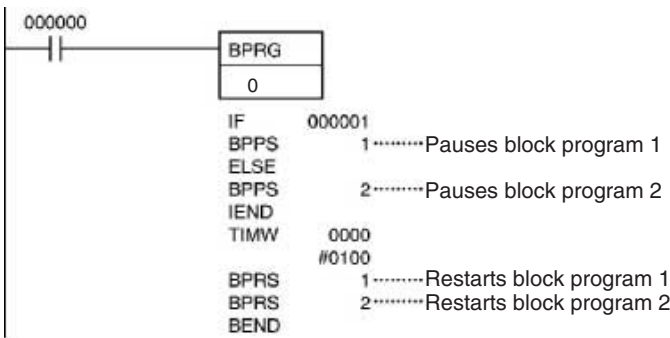 000000
BPRG
0
IF 000001
BPPS 1 Pauses block program 1
ELSE
BPPS 2 Pauses block program 2
IEND
TIMW 0000
#0100
BPRS 1 Restarts block program 1
BPRS 2 Restarts block program 2
BEND